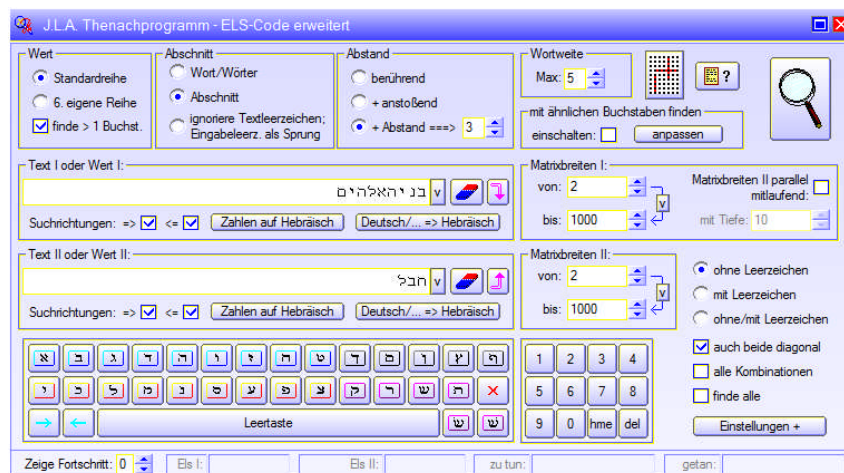 J.L.A. Thenachprogramm - ELS-Code erweitert
Wert
Standardreihe
6. eigene Reihe
finde > 1 Buchst.
Abschnitt
Wort/Wörter
Abschnitt
ignoriere Textleerzeichen;
Eingabeleerz. als Sprung
Abstand
berührend
+ anstoßend
+ Abstand ===> 3
Wortweite
Max: 5
?
mit ähnlichen Buchstaben finden
einschalten: anpassen
Text I oder Wert I:
בני האלהים v
Suchrichtungen: => <= Zahlen auf Hebräisch Deutsch/... => Hebräisch
Matrixbreiten I:
von: 2
v
bis: 1000
Matrixbreiten II parallel
mitlaufend:
mit Tiefe: 10
Text II oder Wert II:
חבל v
Suchrichtungen: => <= Zahlen auf Hebräisch Deutsch/... => Hebräisch
Matrixbreiten II:
von: 2
v
bis: 1000
ohne Leerzeichen
mit Leerzeichen
ohne/mit Leerzeichen
auch beide diagonal
alle Kombinationen
finde alle
Einstellungen +
א ב ג ד ה ו ז ח ט ך ם ן ץ ף
י כ ל מ נ ס ע פ צ ק ר ש ת ×
→ ← Leertaste שׂ שׁ
1 2 3 4
5 6 7 8
9 0 hme del
Zeige Fortschritt: 0 Els I: Els II: zu tun: getan: